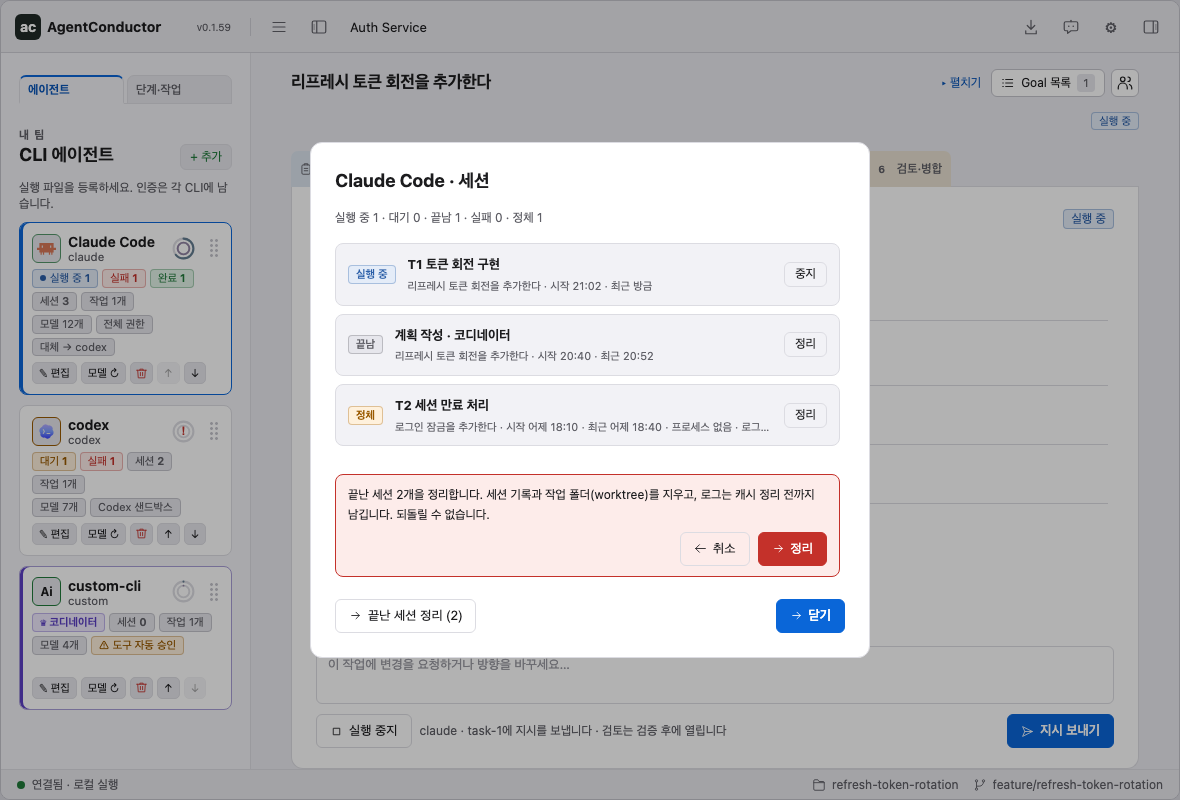 ac AgentConductor v0.1.59 Auth Service
에이전트 단계·작업
내 팀
CLI 에이전트 + 추가
실행 파일을 등록하세요. 인증은 각 CLI에 남
습니다.
Claude Code
claude
실행 중 1 실패 1 완료 1
세션 3 작업 1개
모델 12개 전체 권한
대체 → codex
편집 모델
codex
codex
대기 1 실패 1 세션 2
작업 1개
모델 7개 Codex 샌드박스
편집 모델
Ai custom-cli
custom
코디네이터 세션 0 작업 1개
모델 4개 도구 자동 승인
편집 모델
리프레시 토큰 회전을 추가한다 펼치기 Goal 목록 1
실행 중
6 검토·병합
실행 중
Claude Code · 세션
실행 중 1 · 대기 0 · 끝남 1 · 실패 0 · 정체 1
실행 중 T1 토큰 회전 구현 중지
리프레시 토큰 회전을 추가한다 · 시작 21:02 · 최근 방금
끝남 계획 작성 · 코디네이터 정리
리프레시 토큰 회전을 추가한다 · 시작 20:40 · 최근 20:52
정체 T2 세션 만료 처리 정리
로그인 잠금을 추가한다 · 시작 어제 18:10 · 최근 어제 18:40 · 프로세스 없음 · 로그...
끝난 세션 2개을 정리합니다. 세션 기록과 작업 폴더(worktree)를 지우고, 로그는 캐시 정리 전까지
남깁니다. 되돌릴 수 없습니다.
← 취소 → 정리
→ 끝난 세션 정리 (2) → 닫기
이 작업에 변경을 요청하거나 방향을 바꾸세요...
실행 중지 claude · task-1에 지시를 보냅니다 · 검토는 검증 후에 열립니다 지시 보내기
연결됨 · 로컬 실행 refresh-token-rotation feature/refresh-token-rotation